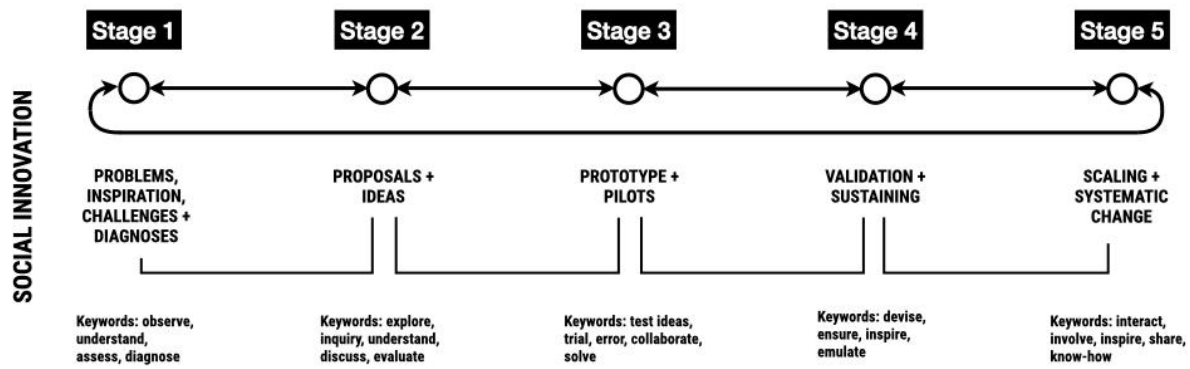 Stage 1
Stage 2
Stage 3
Stage 4
Stage 5
SOCIAL INNOVATION
PROBLEMS,
INSPIRATION,
CHALLENGES +
DIAGNOSES
PROPOSALS +
IDEAS
PROTOTYPE +
PILOTS
VALIDATION +
SUSTAINING
SCALING +
SYSTEMATIC
CHANGE
Keywords: observe,
understand,
assess, diagnose
Keywords: explore,
inquiry, understand,
discuss, evaluate
Keywords: test ideas,
trial, error, collaborate,
solve
Keywords: devise,
ensure, inspire,
emulate
Keywords: interact,
involve, inspire, share,
know-how